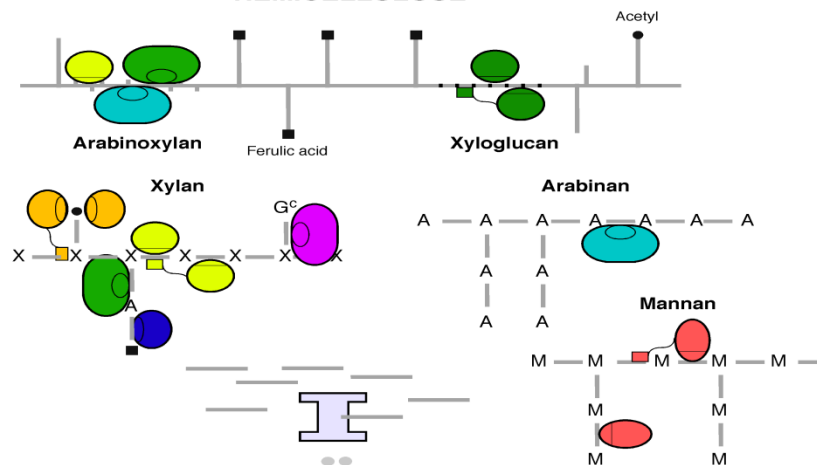 Acetyl
Arabinoxylan
Ferulic acid
Xyloglucan
Xylan
Arabinan
Gc
A A A A A A A
X X X X X X X
A A
A
A A
Mannan
M M M M M
M M
M M